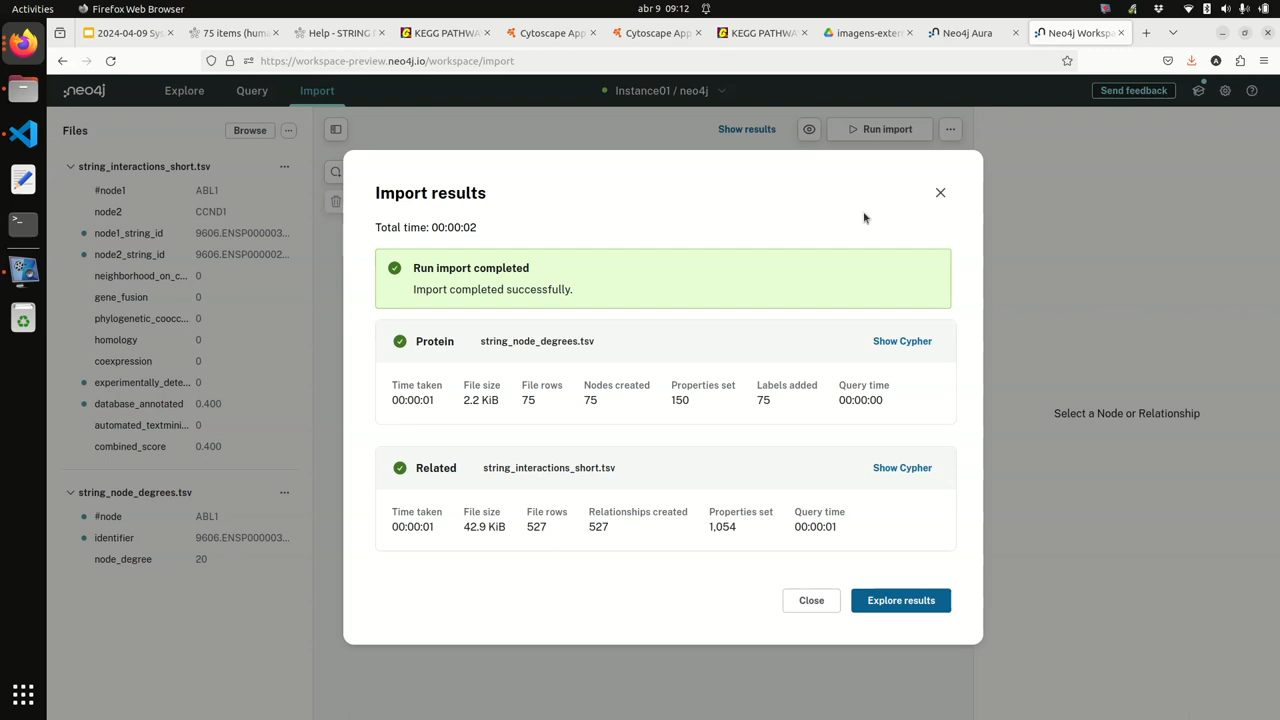 Activities
Firefox Web Browser
abr 9 09:12
2024-04-09 Sys
75 items (hum
Help - STRING
KEGG PATHWA
Cytoscape App
Cytoscape App
KEGG PATHWA
imagens-exter
Neo4j Aura
Neo4j Workspa
https://workspace-preview.neo4j.io/workspace/import
neo4j
Explore
Query
Import
Instance01 / neo4j
Send feedback
Files
Browse
Show results
Run import
string_interactions_short.tsv
#node1 ABL1
node2 CCND1
node1_string_id 9606.ENSP000003...
node2_string_id 9606.ENSP000002...
neighborhood_on_c... 0
gene_fusion 0
phylogenetic_coocc... 0
homology 0
coexpression 0
experimentally_dete... 0
database_annotated 0.400
automated_textmini... 0
combined_score 0.400
string_node_degrees.tsv
#node ABL1
identifier 9606.ENSP000003...
node_degree 20
Import results
Total time: 00:00:02
Run import completed
Import completed successfully.
Protein string_node_degrees.tsv Show Cypher
Time taken File size File rows Nodes created Properties set Labels added Query time
00:00:01 2.2 KiB 75 75 150 75 00:00:00
Related string_interactions_short.tsv Show Cypher
Time taken File size File rows Relationships created Properties set Query time
00:00:01 42.9 KiB 527 527 1,054 00:00:01
Close
Explore results
Select a Node or Relationship